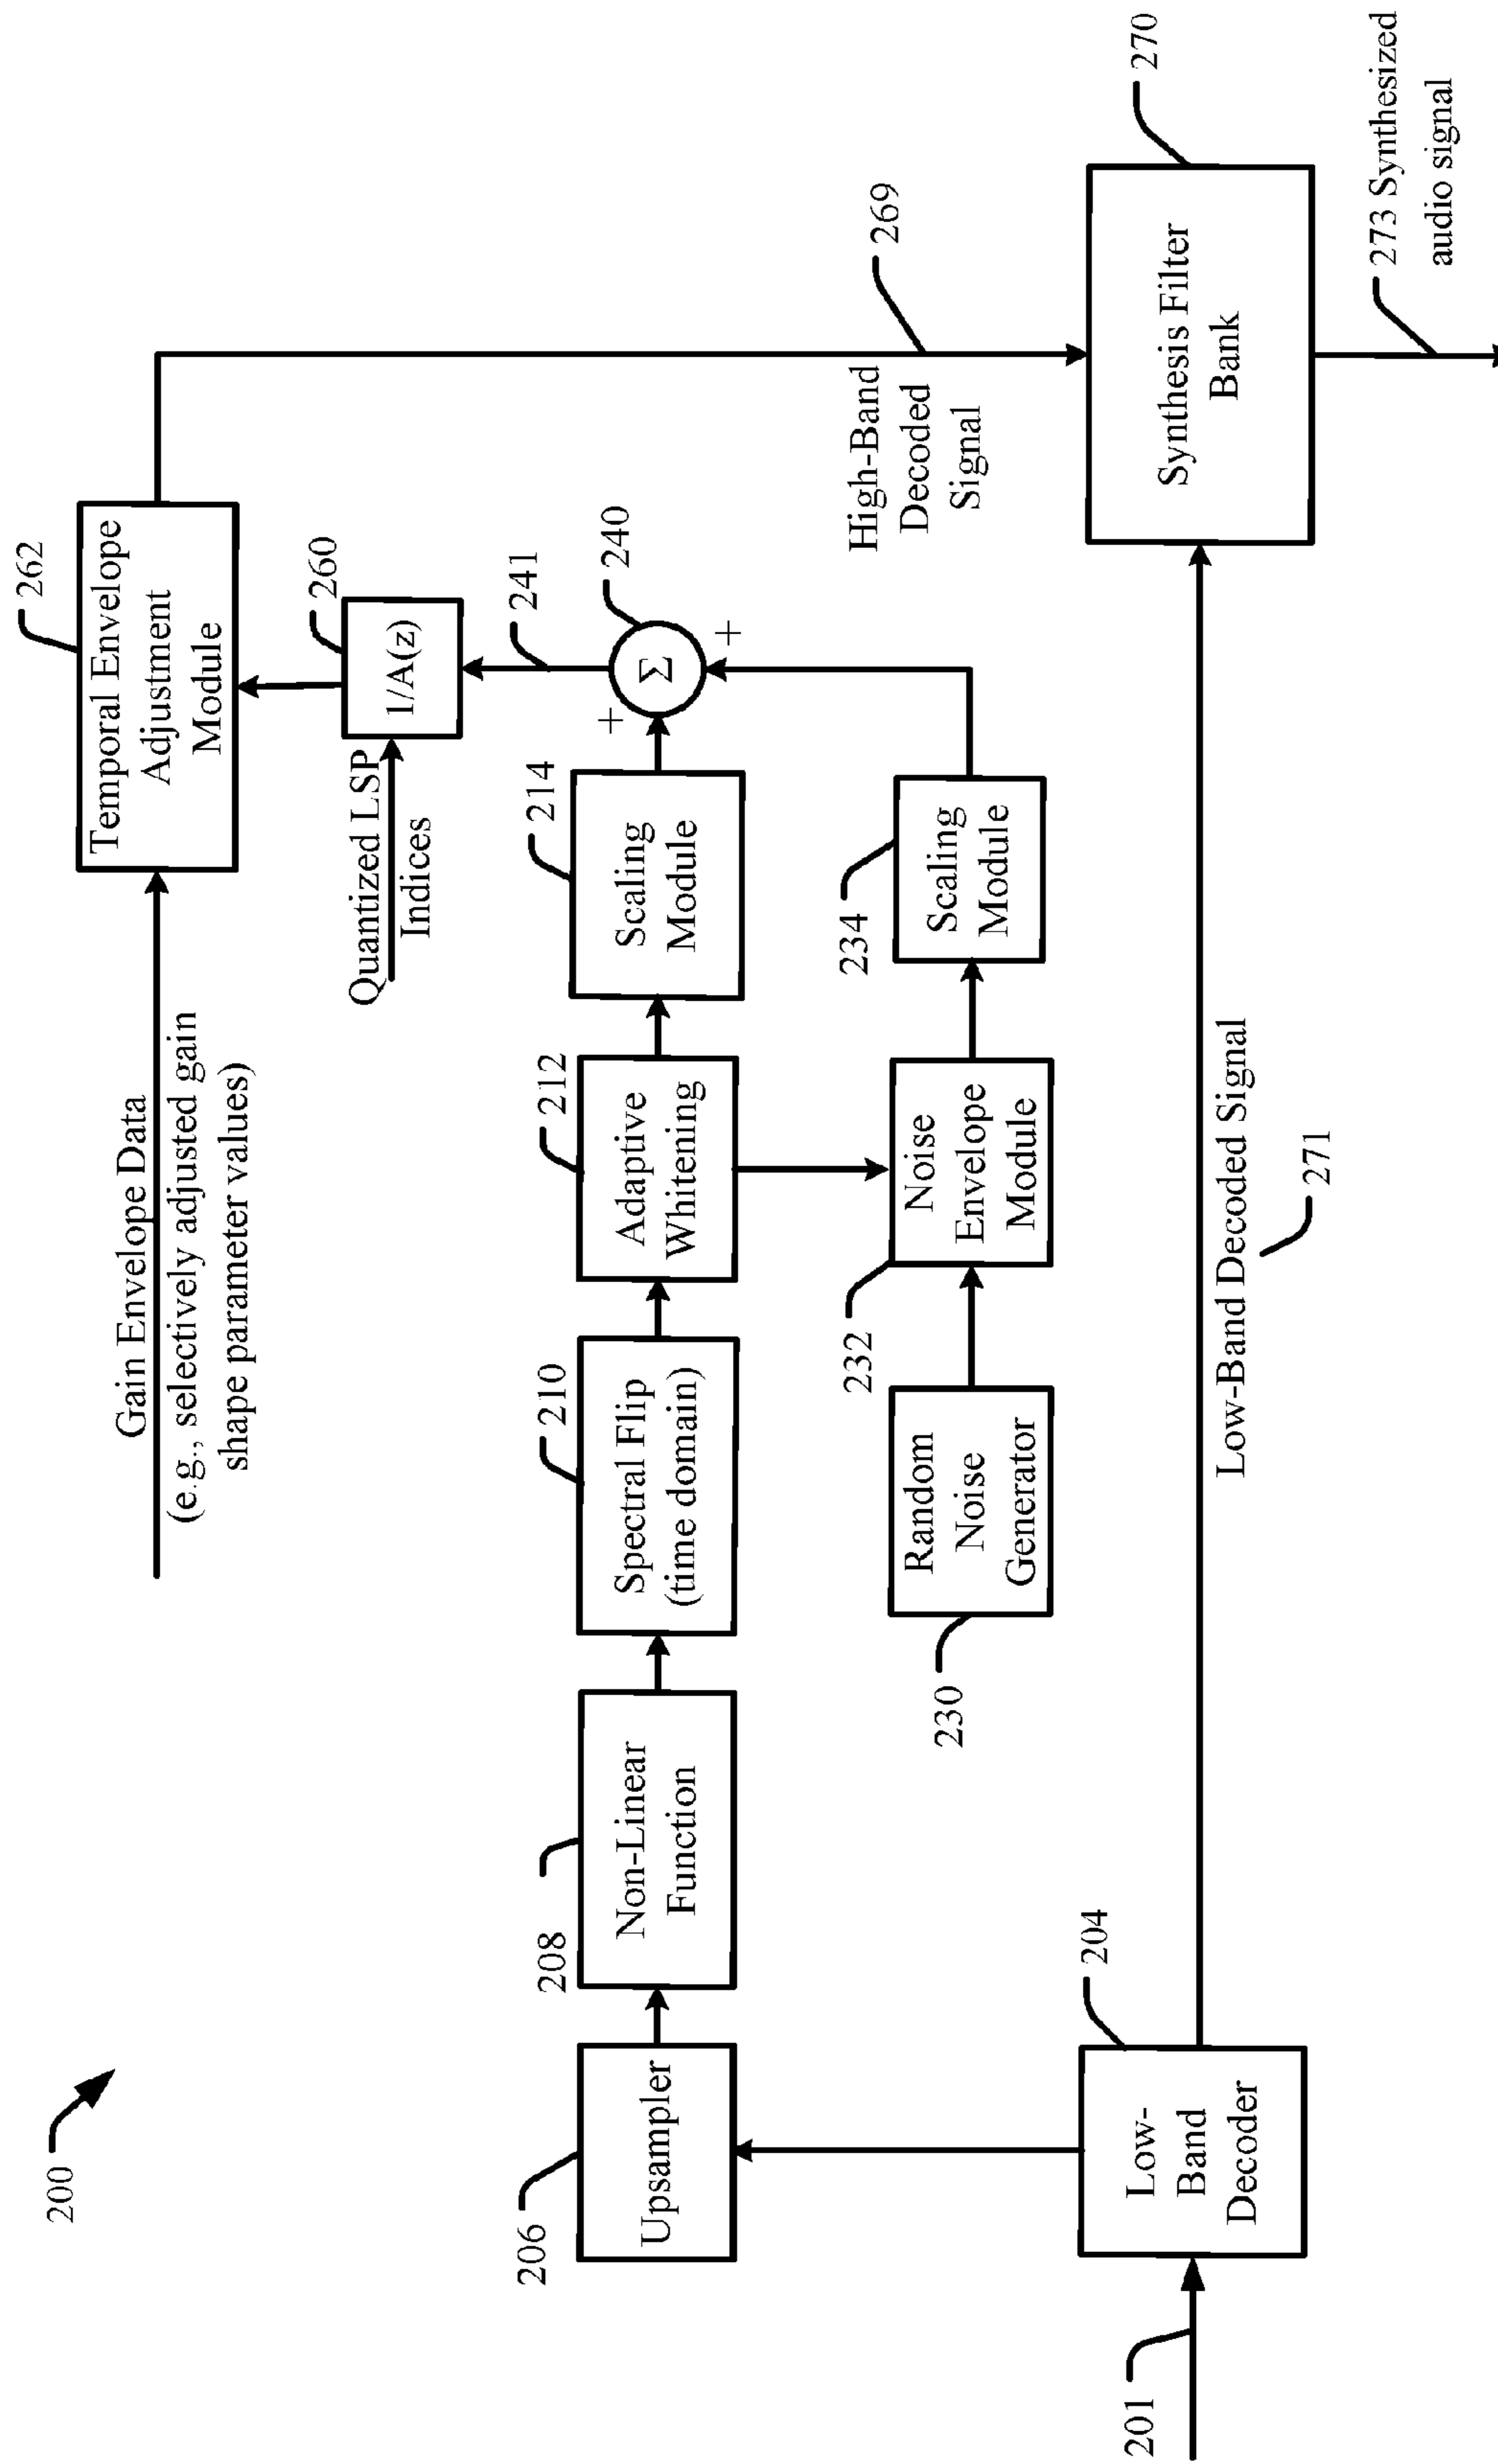 200
Gain Envelope Data
(e.g., selectively adjusted gain
shape parameter values)
262
Temporal Envelope
Adjustment
Module
Quantized LSP
Indices
260
1/A(z)
241
240
Σ
+
+
206
Upsampler
208
Non-Linear
Function
210
Spectral Flip
(time domain)
212
Adaptive
Whitening
214
Scaling
Module
230
Random
Noise
Generator
232
Noise
Envelope
Module
234
Scaling
Module
High-Band
Decoded
Signal
269
201
204
Low-
Band
Decoder
Low-Band Decoded Signal
271
270
Synthesis Filter
Bank
273 Synthesized
audio signal